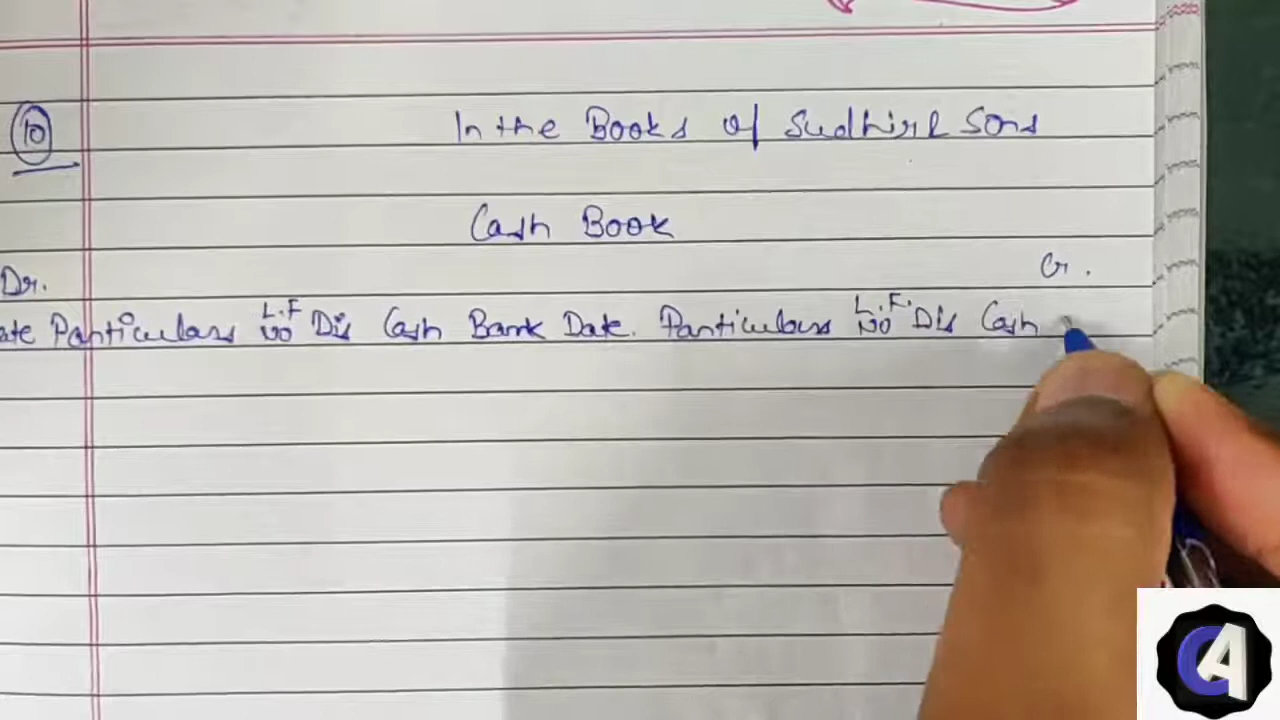 10
In the Books of Sudhir & Sons
Cash Book
Dr.
Cr.
ate Particulars L.F No Dis Cash Bank Date. Particulars L.F. No Dis Cash
CA